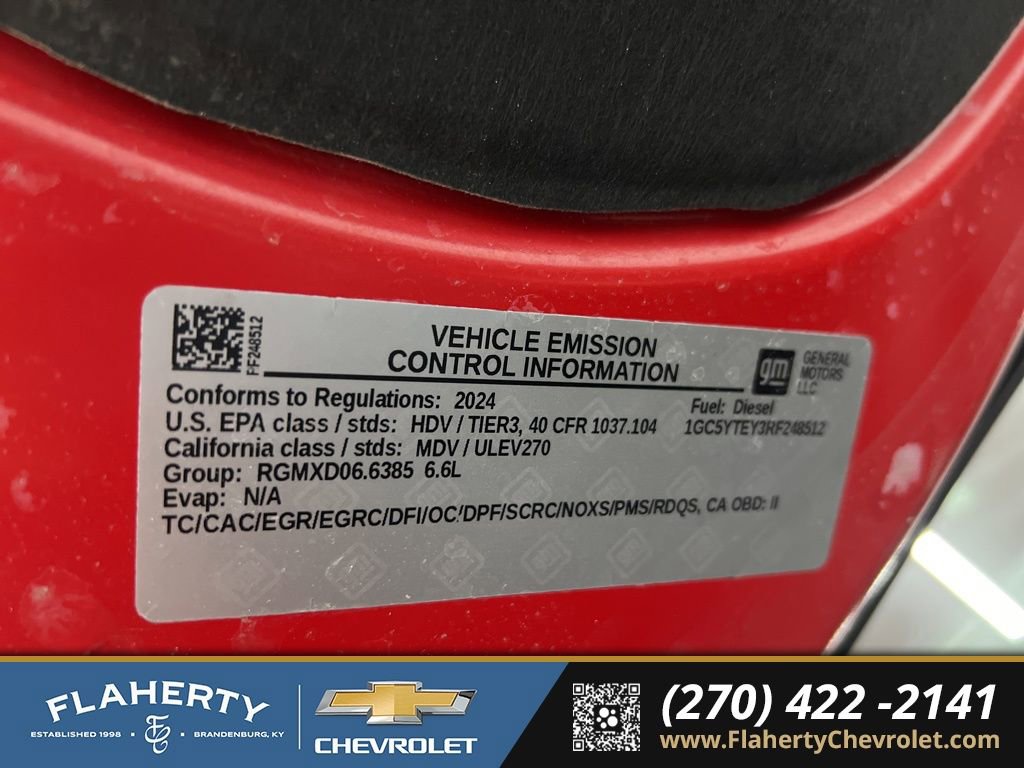 FF248512
VEHICLE EMISSION
CONTROL INFORMATION
gm
GENERAL
MOTORS
LLC
Conforms to Regulations: 2024
Fuel: Diesel
U.S. EPA class / stds: HDV / TIER3, 40 CFR 1037.104
1GC5YTEY3RF248512
California class / stds: MDV / ULEV270
Group: RGMXD06.6385 6.6L
Evap: N/A
TC/CAC/EGR/EGRC/DFI/OC/DPF/SCRC/NOXS/PMS/RDQS, CA OBD: II
FLAHERTY
ESTABLISHED 1998 • FC • BRANDENBURG, KY
CHEVROLET
(270) 422 -2141
www.FlahertyChevrolet.com